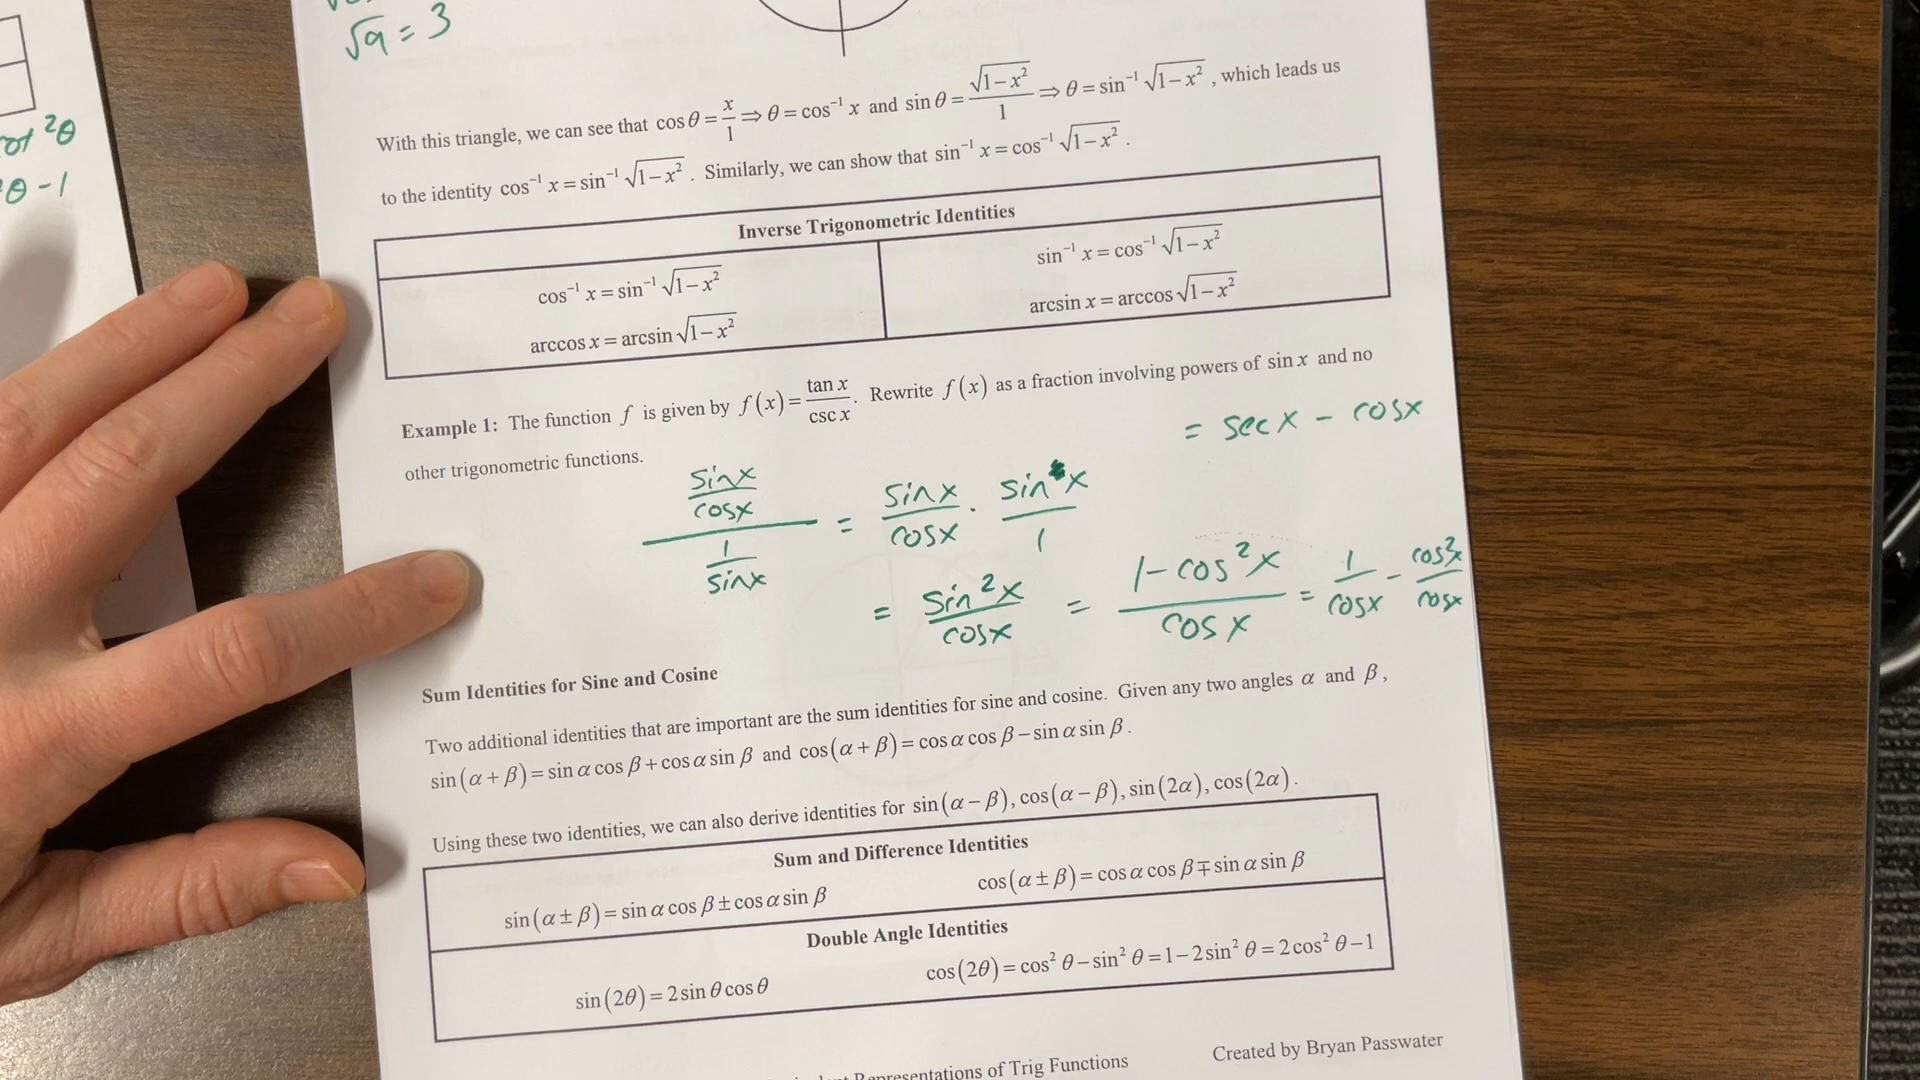 √9 = 3
²θ
²θ - 1
With this triangle, we can see that cos θ = x/1 ⇒ θ = cos⁻¹ x and sin θ = √(1 − x²)/1 ⇒ θ = sin⁻¹ √(1 − x²), which leads us
to the identity cos⁻¹ x = sin⁻¹ √(1 − x²). Similarly, we can show that sin⁻¹ x = cos⁻¹ √(1 − x²).
Inverse Trigonometric Identities
cos⁻¹ x = sin⁻¹ √(1 − x²)
arccos x = arcsin √(1 − x²)
sin⁻¹ x = cos⁻¹ √(1 − x²)
arcsin x = arccos √(1 − x²)
Example 1: The function f is given by f(x) = tan x/csc x. Rewrite f(x) as a fraction involving powers of sin x and no
other trigonometric functions.
= sec x − cos x
(sin x/cos x)/(1/sin x) = sin x/cos x · sin x/1
= sin²x/cos x = (1 − cos²x)/cos x = 1/cos x − cos²x/cos x
Sum Identities for Sine and Cosine
Two additional identities that are important are the sum identities for sine and cosine. Given any two angles α and β,
sin(α + β) = sin α cos β + cos α sin β and cos(α + β) = cos α cos β − sin α sin β.
Using these two identities, we can also derive identities for sin(α − β), cos(α − β), sin(2α), cos(2α).
Sum and Difference Identities
sin(α ± β) = sin α cos β ± cos α sin β
cos(α ± β) = cos α cos β ∓ sin α sin β
Double Angle Identities
sin(2θ) = 2 sin θ cos θ
cos(2θ) = cos² θ − sin² θ = 1 − 2 sin² θ = 2 cos² θ − 1
Representations of Trig Functions
Created by Bryan Passwater